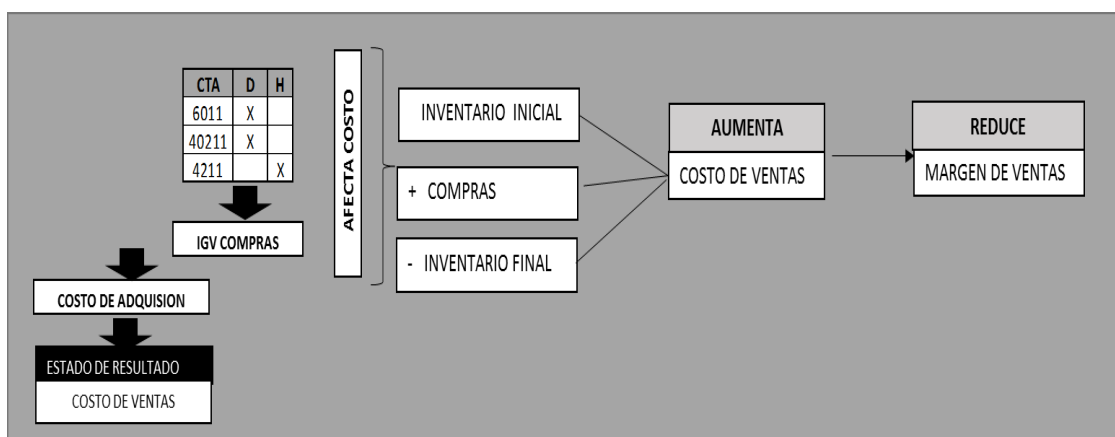 CTA D H
6011 X
40211 X
4211 X
IGV COMPRAS
COSTO DE ADQUISION
ESTADO DE RESULTADO
COSTO DE VENTAS
AFECTA COSTO
INVENTARIO INICIAL
+ COMPRAS
- INVENTARIO FINAL
AUMENTA
COSTO DE VENTAS
REDUCE
MARGEN DE VENTAS